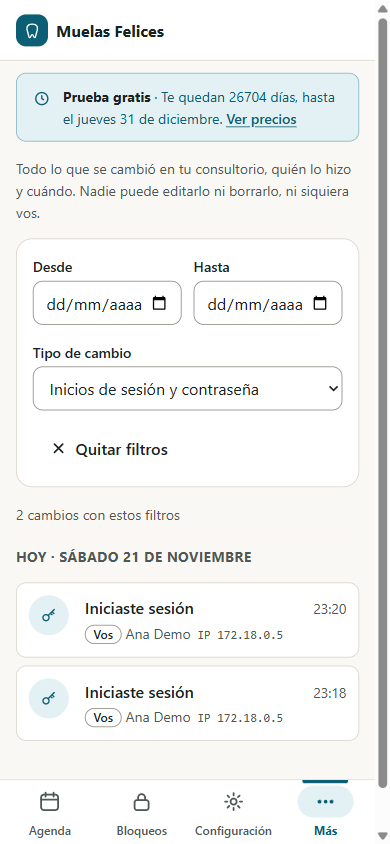 Muelas Felices
Prueba gratis · Te quedan 26704 días, hasta
el jueves 31 de diciembre. Ver precios
Todo lo que se cambió en tu consultorio, quién lo hizo
y cuándo. Nadie puede editarlo ni borrarlo, ni siquiera
vos.
Desde
Hasta
dd/mm/aaaa
dd/mm/aaaa
Tipo de cambio
Inicios de sesión y contraseña
Quitar filtros
2 cambios con estos filtros
HOY · SÁBADO 21 DE NOVIEMBRE
Iniciaste sesión 23:20
Vos Ana Demo IP 172.18.0.5
Iniciaste sesión 23:18
Vos Ana Demo IP 172.18.0.5
Agenda Bloqueos Configuración Más